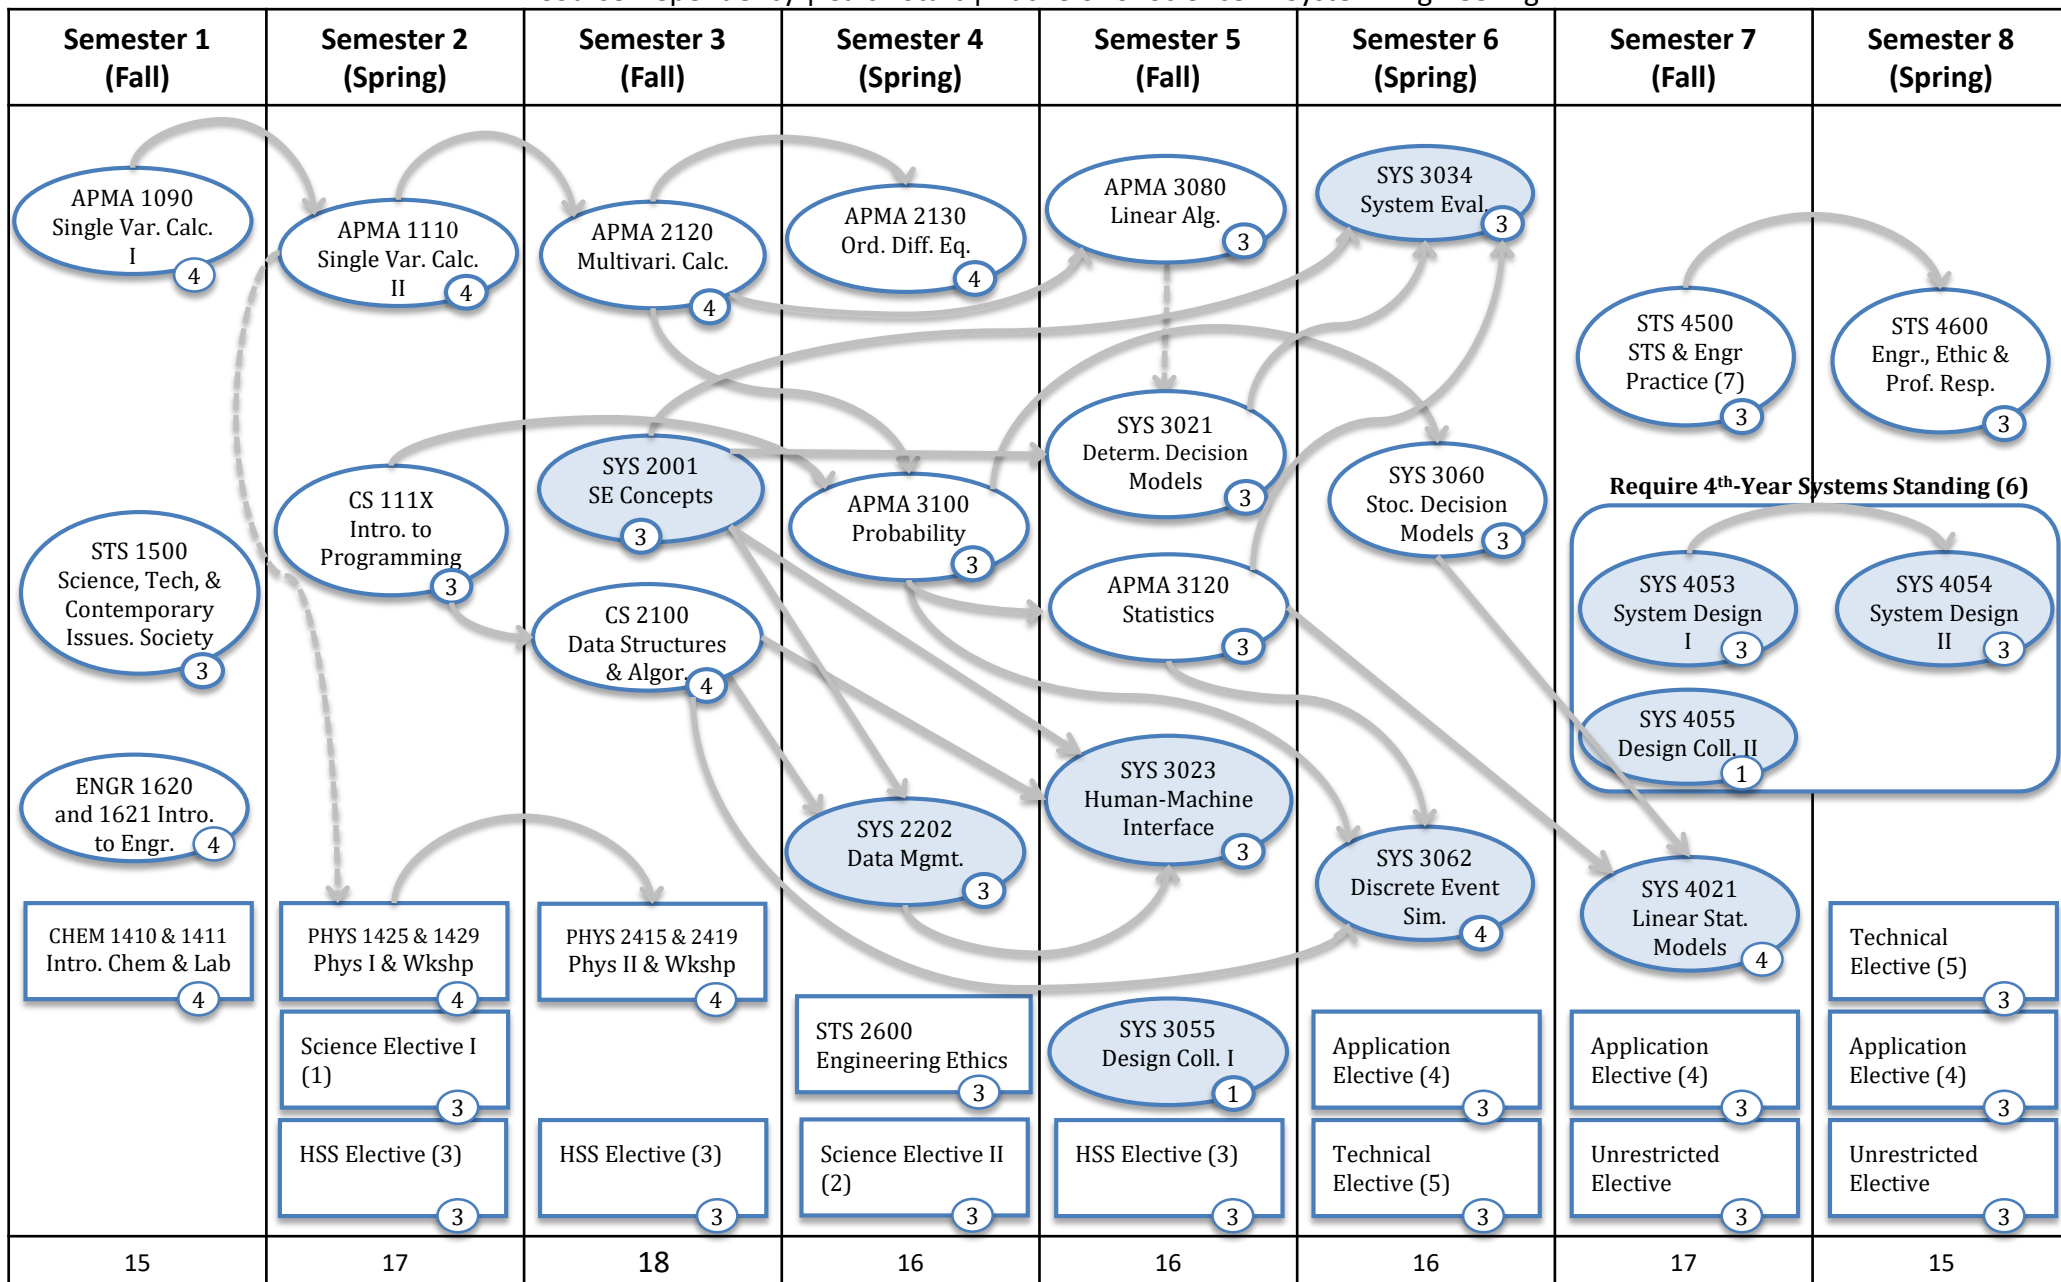 Semester 1
(Fall)
Semester 2
(Spring)
Semester 3
(Fall)
Semester 4
(Spring)
Semester 5
(Fall)
Semester 6
(Spring)
Semester 7
(Fall)
Semester 8
(Spring)
APMA 1090
Single Var. Calc.
I
4
STS 1500
Science, Tech, &
Contemporary
Issues. Society
3
ENGR 1620
and 1621 Intro.
to Engr.
4
CHEM 1410 & 1411
Intro. Chem & Lab
4
APMA 1110
Single Var. Calc.
II
4
CS 111X
Intro. to
Programming
3
PHYS 1425 & 1429
Phys I & Wkshp
4
Science Elective I
(1)
3
HSS Elective (3)
3
APMA 2120
Multivari. Calc.
4
SYS 2001
SE Concepts
3
CS 2100
Data Structures
& Algor.
4
PHYS 2415 & 2419
Phys II & Wkshp
4
HSS Elective (3)
3
APMA 2130
Ord. Diff. Eq.
4
APMA 3100
Probability
3
SYS 2202
Data Mgmt.
3
STS 2600
Engineering Ethics
3
Science Elective II
(2)
3
APMA 3080
Linear Alg.
3
SYS 3021
Determ. Decision
Models
3
APMA 3120
Statistics
3
SYS 3023
Human-Machine
Interface
3
SYS 3055
Design Coll. I
1
HSS Elective (3)
3
SYS 3034
System Eval.
3
SYS 3060
Stoc. Decision
Models
3
SYS 3062
Discrete Event
Sim.
4
Application
Elective (4)
3
Technical
Elective (5)
3
STS 4500
STS & Engr
Practice (7)
3
STS 4600
Engr., Ethic &
Prof. Resp.
3
Require 4th-Year Systems Standing (6)
SYS 4053
System Design
I
3
SYS 4054
System Design
II
3
SYS 4055
Design Coll. II
1
SYS 4021
Linear Stat.
Models
4
Application
Elective (4)
3
Unrestricted
Elective
3
Technical
Elective (5)
3
Application
Elective (4)
3
Unrestricted
Elective
3
15
17
18
16
16
16
17
15